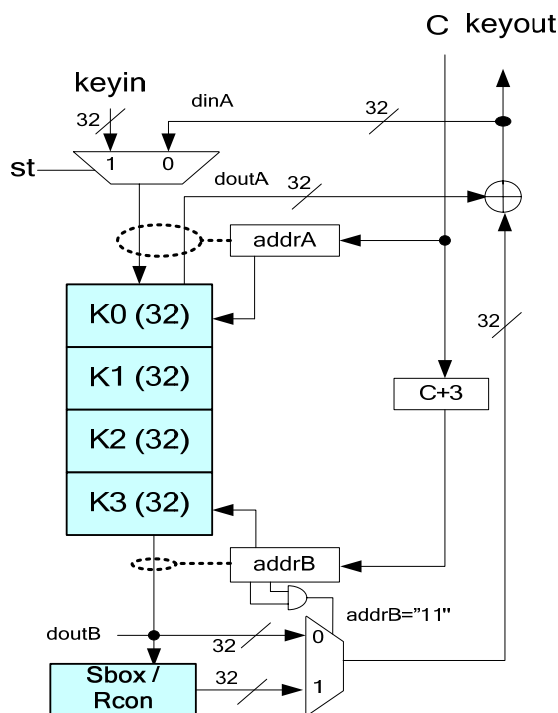 C keyout
keyin
dinA
32
32
1 0
st
doutA
32
addrA
K0 (32)
32
K1 (32)
C+3
K2 (32)
K3 (32)
addrB
addrB="11"
doutB
32
0
Sbox /
Rcon
32
1